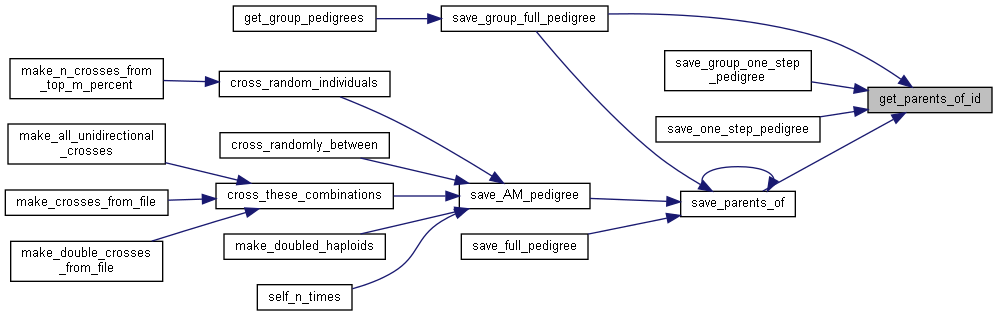 get_group_pedigrees
save_group_full_pedigree
make_n_crosses_from
_top_m_percent
cross_random_individuals
save_group_one_step
_pedigree
get_parents_of_id
make_all_unidirectional
_crosses
cross_randomly_between
save_one_step_pedigree
make_crosses_from_file
cross_these_combinations
save_AM_pedigree
save_parents_of
make_double_crosses
_from_file
make_doubled_haploids
save_full_pedigree
self_n_times